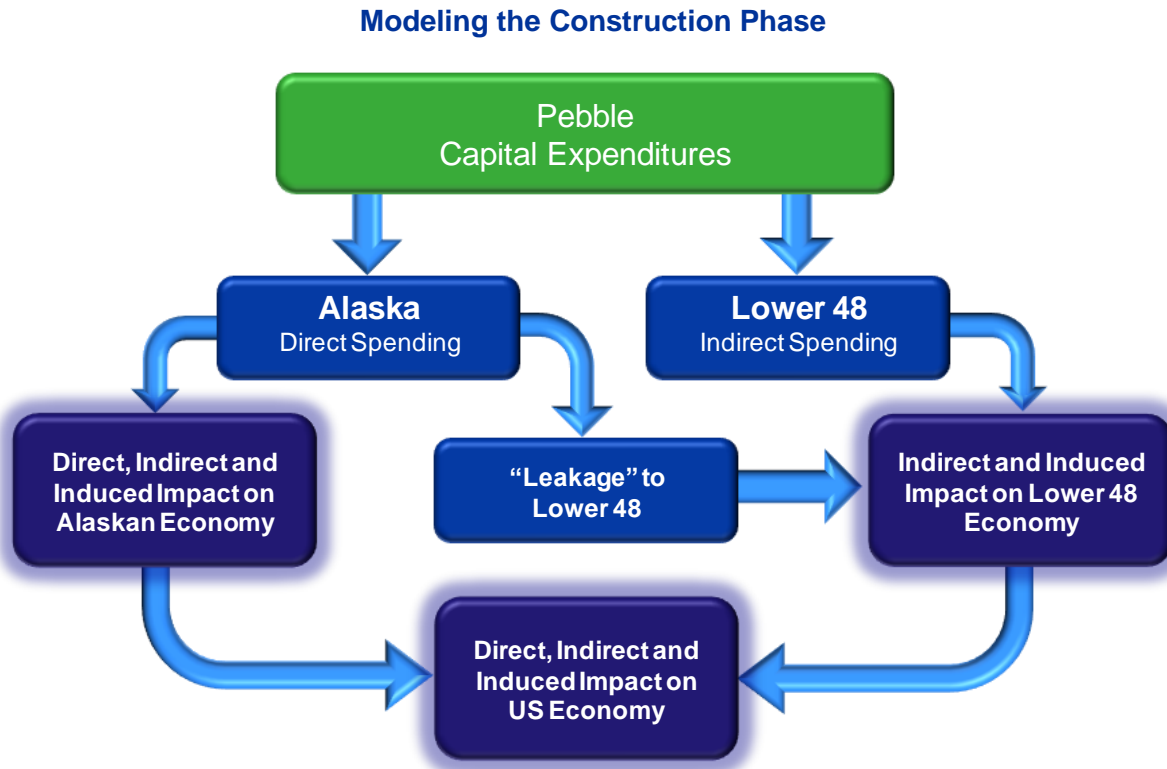 Modeling the Construction Phase
Pebble
Capital Expenditures
Alaska
Direct Spending
Lower 48
Indirect Spending
Direct, Indirect and
Induced Impact on
Alaskan Economy
“Leakage” to
Lower 48
Indirect and Induced
Impact on Lower 48
Economy
Direct, Indirect and
Induced Impact on
US Economy